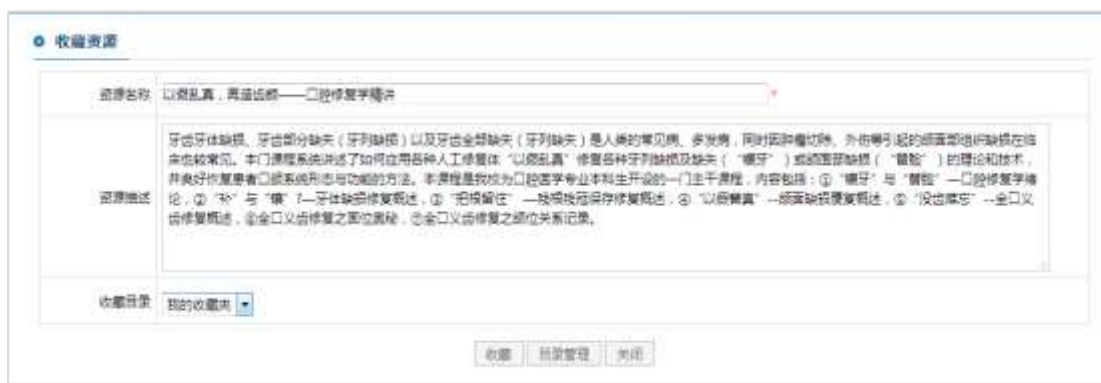 收藏资源
资源名称 以假乱真，再造齿颜——口腔修复学精讲 *
牙齿牙体缺损、牙齿部分缺失（牙列缺损）以及牙齿全部缺失（牙列缺失）是人类的常见病、多发病，同时因肿瘤切除、外伤等引起的颌面部组织缺损在临
床也较常见。本门课程系统讲述了如何应用各种人工修复体“以假乱真”修复各种牙列缺损及缺失（“镶牙”）或颌面部缺损（“替脸”）的理论和技术，
并良好恢复患者口颌系统形态与功能的方法。本课程是我校为口腔医学专业本科生开设的一门主干课程，内容包括：①“镶牙”与“替脸”—口腔修复学绪
资源描述 论，②“补”与“镶”?—牙体缺损修复概述，③“把根留住”—残根残冠保存修复概述，④“以假替真”--颌面缺损赝复概述，⑤“没齿难忘”--全口义
齿修复概述，⑥全口义齿修复之面位奥秘，⑦全口义齿修复之颌位关系记录。
收藏目录 我的收藏夹
收藏 目录管理 关闭